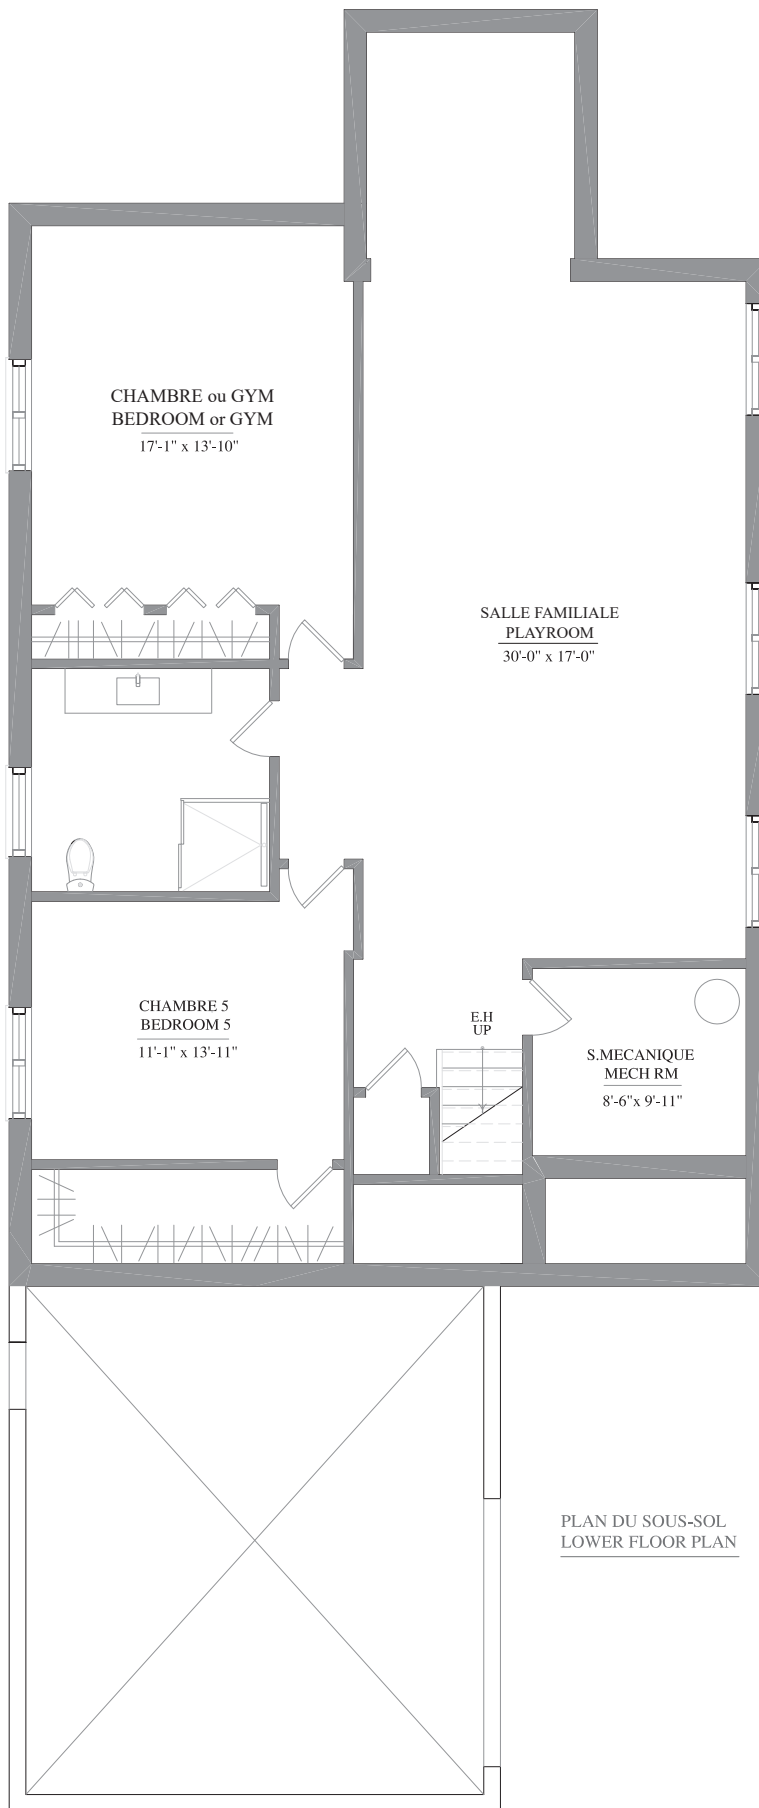 CHAMBRE ou GYM
BEDROOM or GYM
17'-1" x 13'-10"
SALLE FAMILIALE
PLAYROOM
30'-0" x 17'-0"
CHAMBRE 5
BEDROOM 5
11'-1" x 13'-11"
E.H
UP
S.MECANIQUE
MECH RM
8'-6"x 9'-11"
PLAN DU SOUS-SOL
LOWER FLOOR PLAN